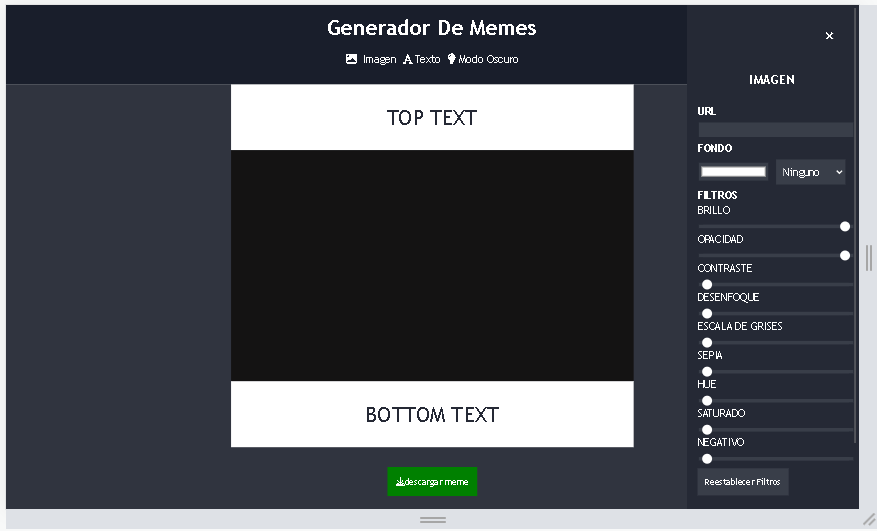 Generador De Memes
Imagen Texto Modo Oscuro
TOP TEXT
BOTTOM TEXT
descargar meme
×
IMAGEN
URL
FONDO
Ninguno
FILTROS
BRILLO
OPACIDAD
CONTRASTE
DESENFOQUE
ESCALA DE GRISES
SEPIA
HUE
SATURADO
NEGATIVO
Reestablecer Filtros